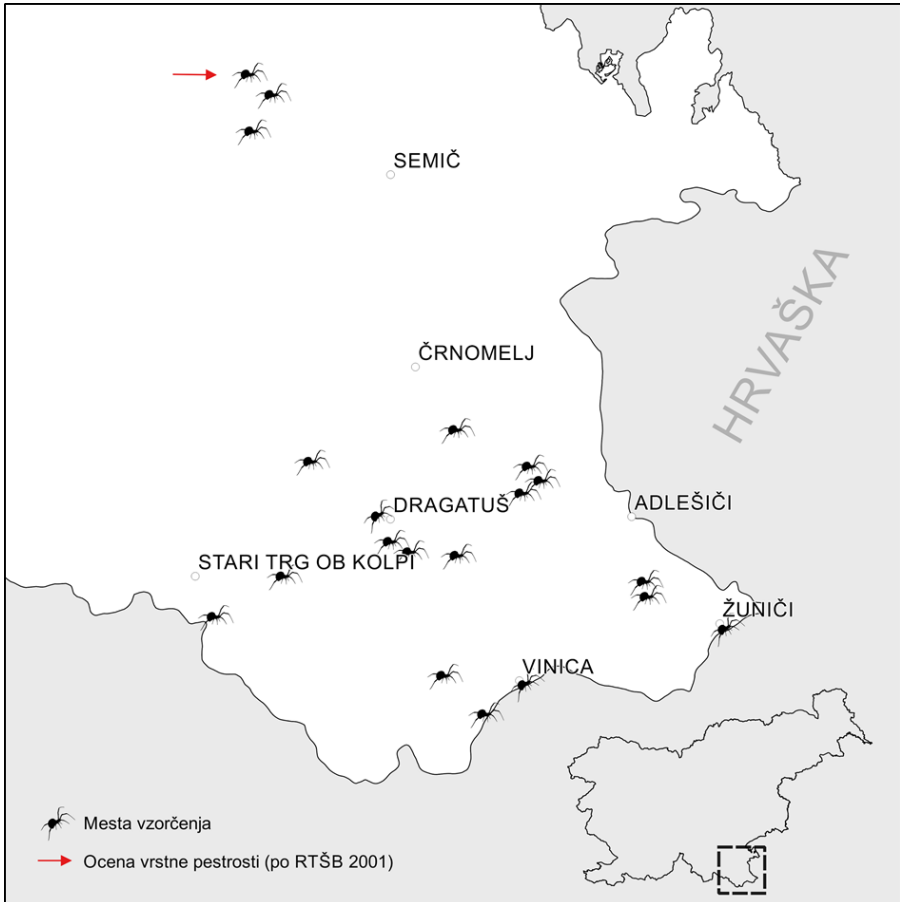 SEMIČ
ČRNOMELJ
HRVAŠKA
DRAGATUŠ
ADLEŠIČI
STARI TRG OB KOLPI
ŽUNIČI
VINICA
Mesta vzorčenja
Ocena vrstne pestrosti (po RTŠB 2001)